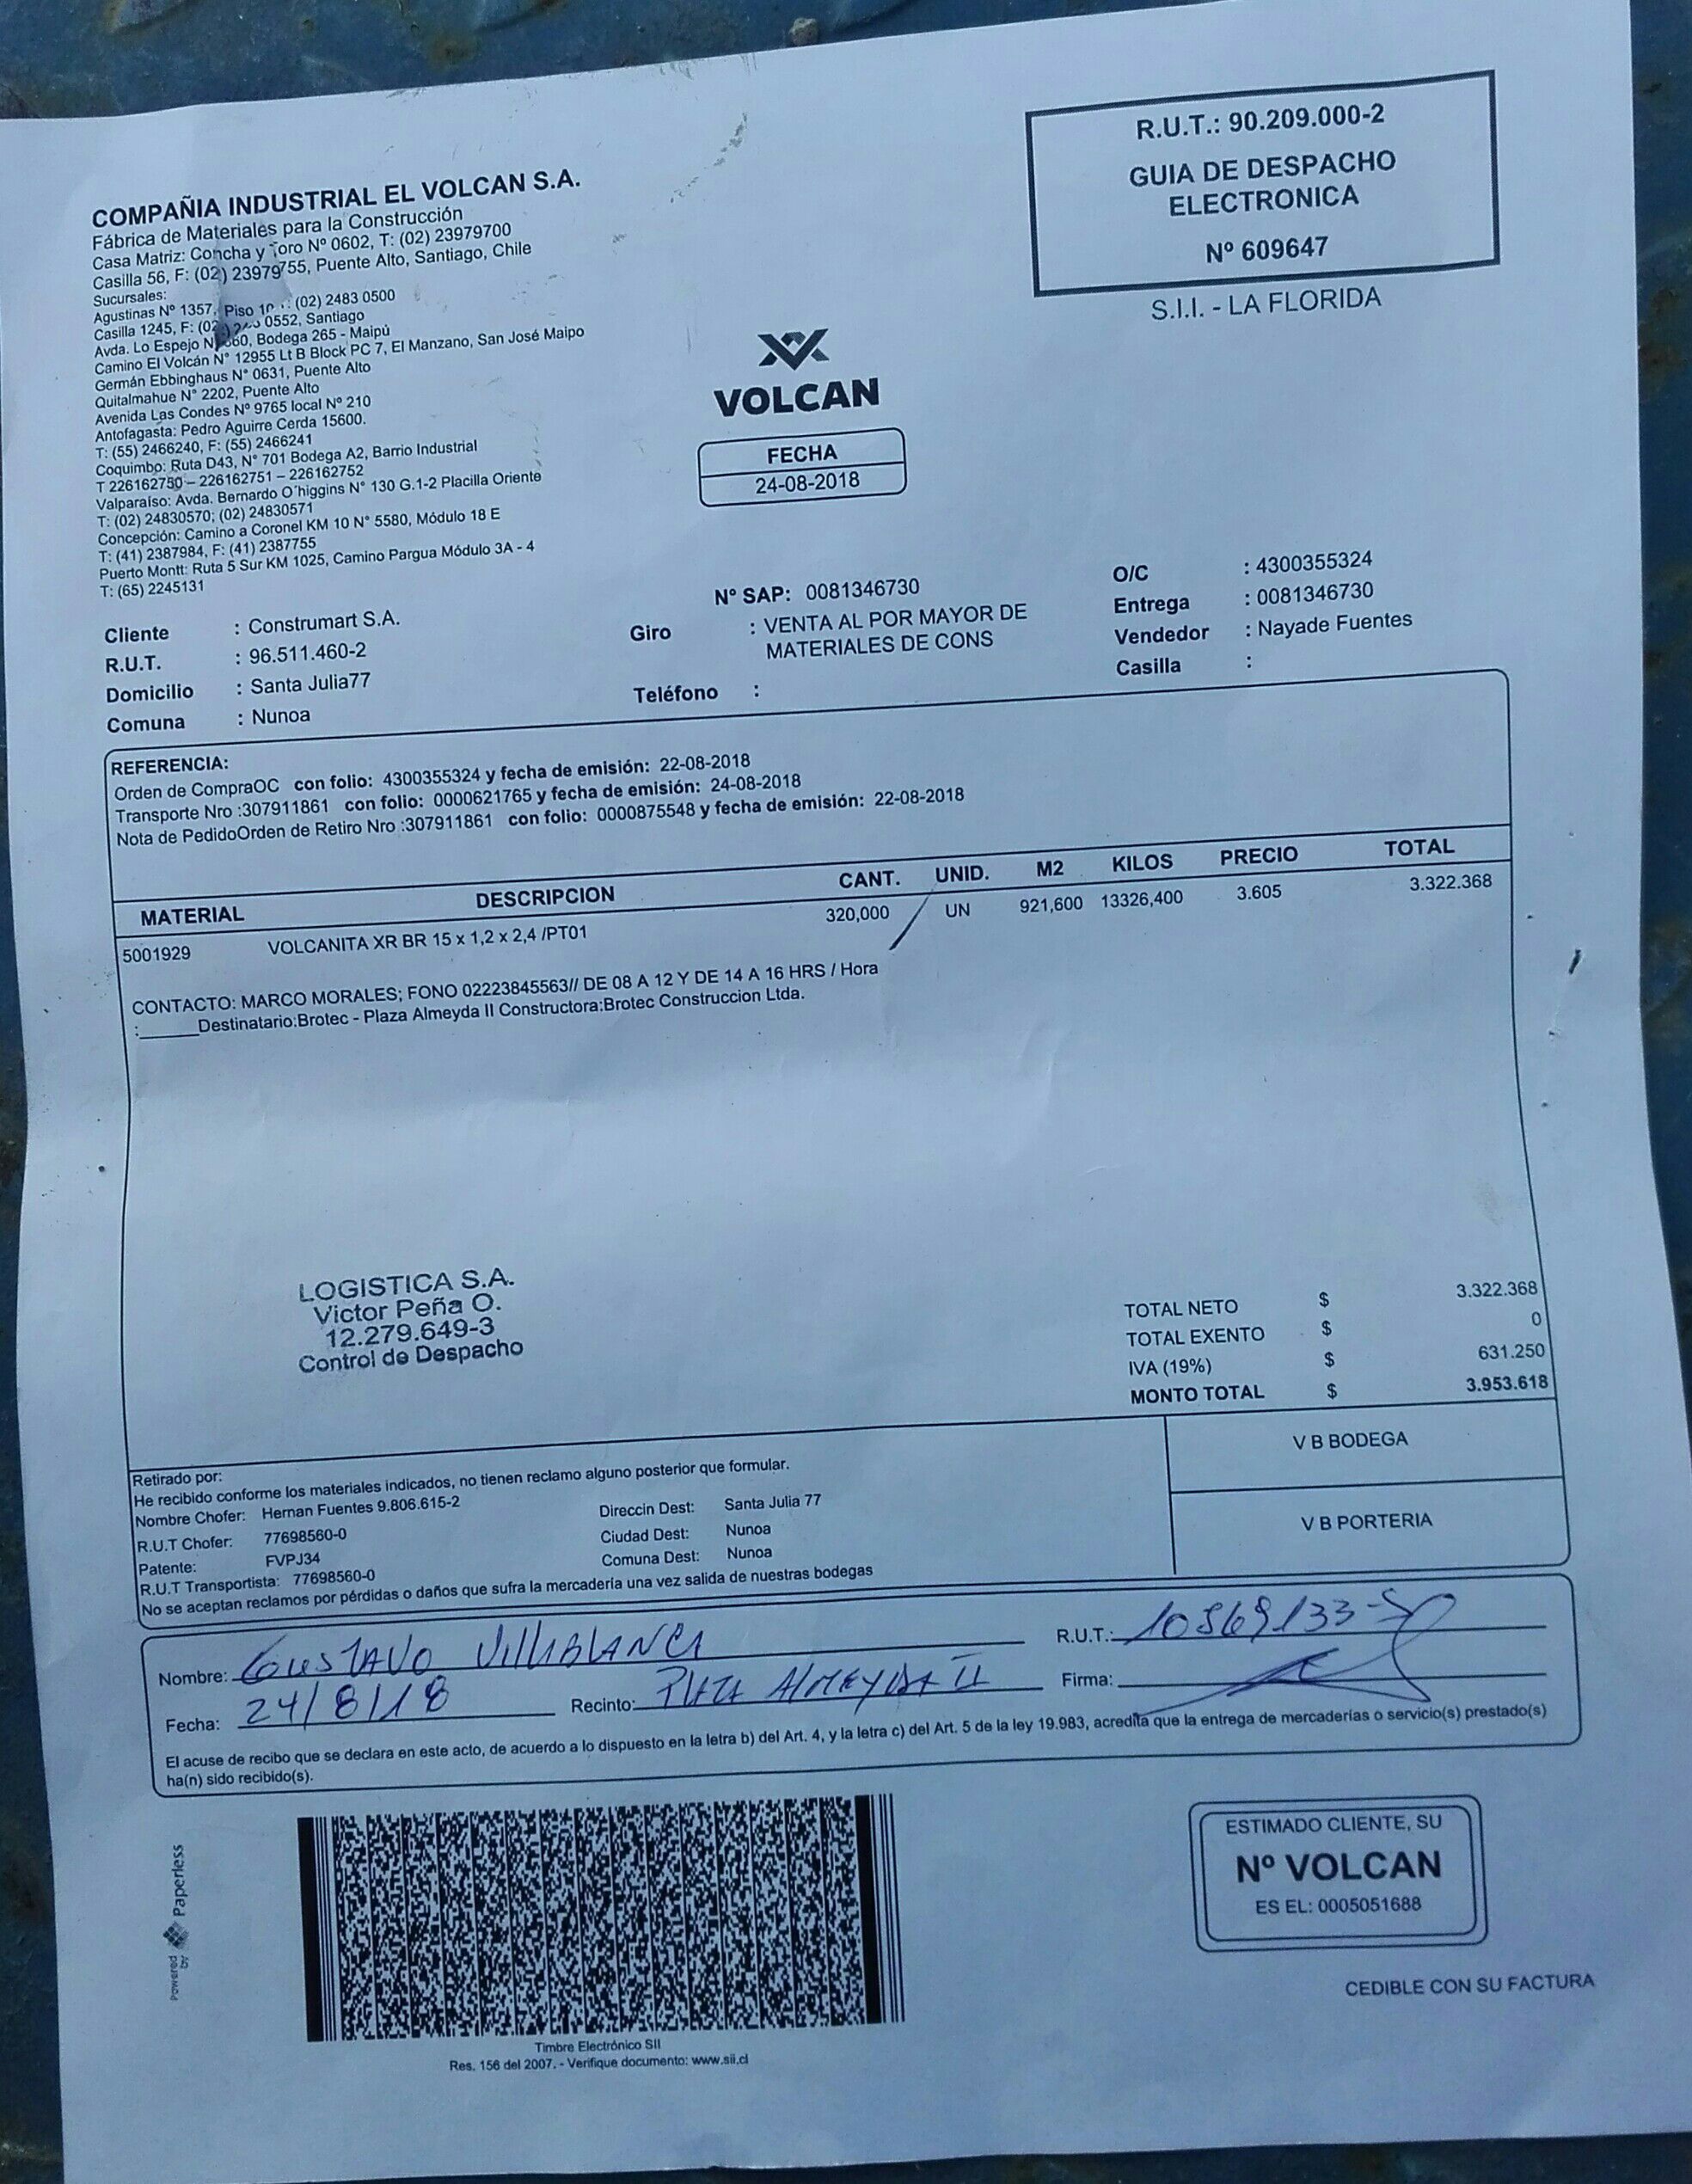 R.U.T.: 90.209.000-2
GUIA DE DESPACHO
ELECTRONICA
Nº 609647
S.I.I. - LA FLORIDA
COMPAÑIA INDUSTRIAL EL VOLCAN S.A.
Fábrica de Materiales para la Construcción
Casa Matriz: Concha y Toro Nº 0602, T: (02) 23979700
Casilla 56, F: (02) 23979755, Puente Alto, Santiago, Chile
Sucursales:
Agustinas Nº 1357, Piso (02) 2483 0500
Casilla 1245, F: 0552, Santiago
Avda. Lo Espejo Bodega 265 - Maipú
Camino El Volcán N° 12955 Lt B Block PC 7, El Manzano, San José Maipo
Germán Ebbinghaus N° 0631, Puente Alto
Quitalmahue N° 2202, Puente Alto
Avenida Las Condes Nº 9765 local Nº 210
Antofagasta: Pedro Aguirre Cerda 15600.
T: (55) 2466240, F: (55) 2466241
Coquimbo: Ruta D43, N° 701 Bodega A2, Barrio Industrial
T 226162750 – 226162751 – 226162752
Valparaíso: Avda. Bernardo O´higgins N° 130 G.1-2 Placilla Oriente
T: (02) 24830570; (02) 24830571
Concepción: Camino a Coronel KM 10 N° 5580, Módulo 18 E
T: (41) 2387984, F: (41) 2387755
Puerto Montt: Ruta 5 Sur KM 1025, Camino Pargua Módulo 3A - 4
T: (65) 2245131
VOLCAN
FECHA
24-08-2018
Nº SAP: 0081346730
Cliente : Construmart S.A.
R.U.T. : 96.511.460-2
Domicilio : Santa Julia77
Comuna : Nunoa
Giro : VENTA AL POR MAYOR DE
MATERIALES DE CONS
Teléfono :
O/C : 4300355324
Entrega : 0081346730
Vendedor : Nayade Fuentes
Casilla :
REFERENCIA:
Orden de CompraOC con folio: 4300355324 y fecha de emisión: 22-08-2018
Transporte Nro :307911861 con folio: 0000621765 y fecha de emisión: 24-08-2018
Nota de PedidoOrden de Retiro Nro :307911861 con folio: 0000875548 y fecha de emisión: 22-08-2018
MATERIAL DESCRIPCION CANT. UNID. M2 KILOS PRECIO TOTAL
5001929 VOLCANITA XR BR 15 x 1,2 x 2,4 /PT01 320,000 UN 921,600 13326,400 3.605 3.322.368
CONTACTO: MARCO MORALES; FONO 02223845563// DE 08 A 12 Y DE 14 A 16 HRS / Hora
:______Destinatario:Brotec - Plaza Almeyda II Constructora:Brotec Construccion Ltda.
LOGISTICA S.A.
Victor Peña O.
12.279.649-3
Control de Despacho
TOTAL NETO $ 3.322.368
TOTAL EXENTO $ 0
IVA (19%) $ 631.250
MONTO TOTAL $ 3.953.618
V B BODEGA
V B PORTERIA
Retirado por:
He recibido conforme los materiales indicados, no tienen reclamo alguno posterior que formular.
Nombre Chofer: Hernan Fuentes 9.806.615-2
R.U.T Chofer: 77698560-0
Patente: FVPJ34
R.U.T Transportista: 77698560-0
Direccin Dest: Santa Julia 77
Ciudad Dest: Nunoa
Comuna Dest: Nunoa
No se aceptan reclamos por pérdidas o daños que sufra la mercadería una vez salida de nuestras bodegas
Nombre: GUSTAVO VILLABLANCA R.U.T.: 10569133-5
Fecha: 24/8/18 Recinto: PLAZA ALMEYDA II Firma:
El acuse de recibo que se declara en este acto, de acuerdo a lo dispuesto en la letra b) del Art. 4, y la letra c) del Art. 5 de la ley 19.983, acredita que la entrega de mercaderías o servicio(s) prestado(s)
ha(n) sido recibido(s).
Powered by Paperless
Timbre Electrónico SII
Res. 156 del 2007. - Verifique documento: www.sii.cl
ESTIMADO CLIENTE, SU
Nº VOLCAN
ES EL: 0005051688
CEDIBLE CON SU FACTURA